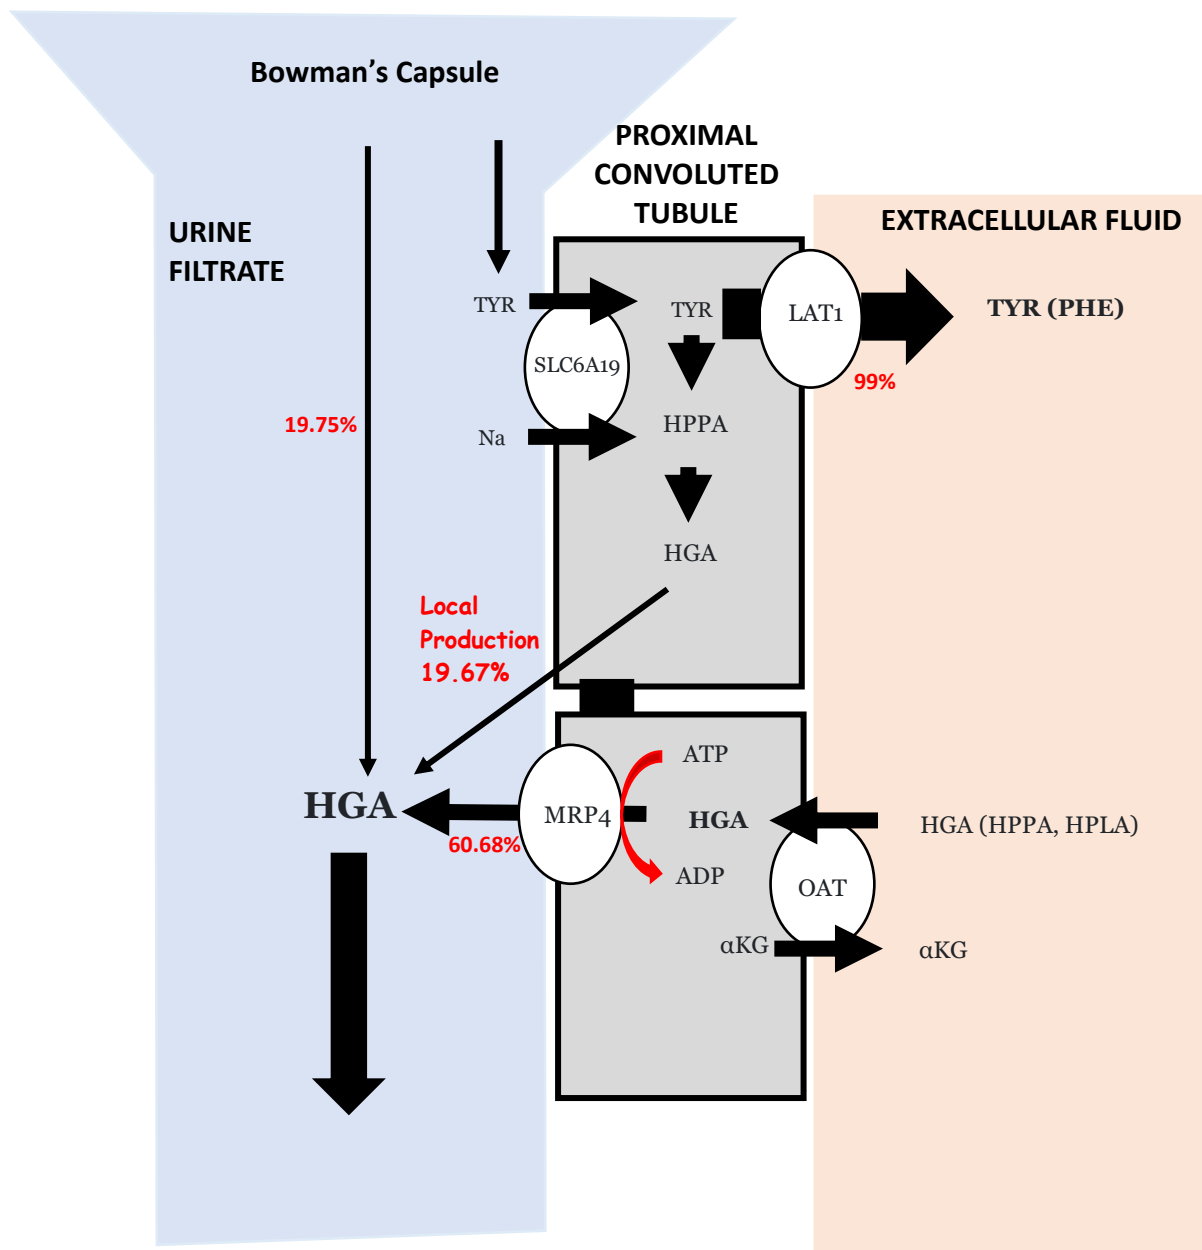 Bowman's Capsule
PROXIMAL
CONVOLUTED
TUBULE
URINE
FILTRATE
EXTRACELLULAR FLUID
TYR
TYR
LAT1
TYR (PHE)
SLC6A19
99%
19.75%
Na
HPPA
HGA
Local
Production
19.67%
ATP
HGA
MRP4
HGA
HGA (HPPA, HPLA)
60.68%
ADP
OAT
αKG
αKG